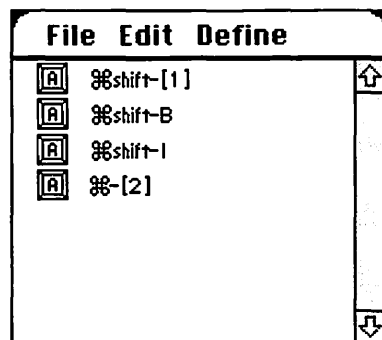 File Edit Define
A ⌘shift-[1]
A ⌘shift-B
A ⌘shift-I
A ⌘-[2]